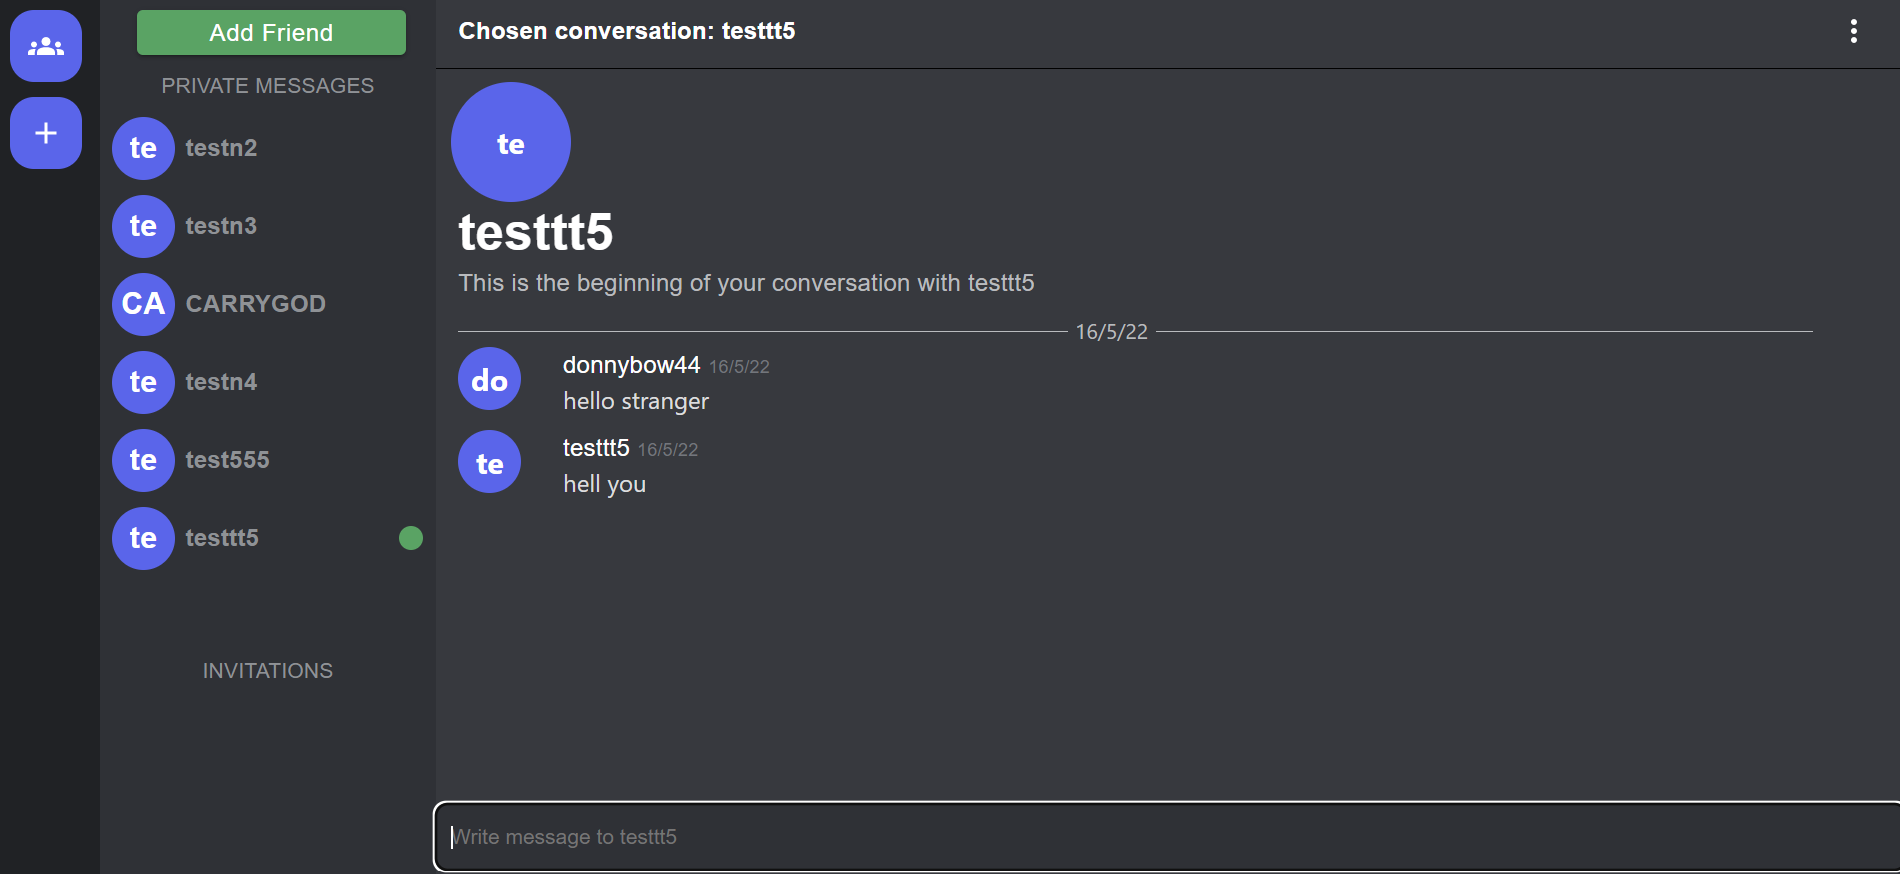 Add Friend
PRIVATE MESSAGES
te testn2
te testn3
CA CARRYGOD
te testn4
te test555
te testtt5
INVITATIONS
Chosen conversation: testtt5
te
testtt5
This is the beginning of your conversation with testtt5
16/5/22
do donnybow44 16/5/22
hello stranger
te testtt5 16/5/22
hell you
Write message to testtt5